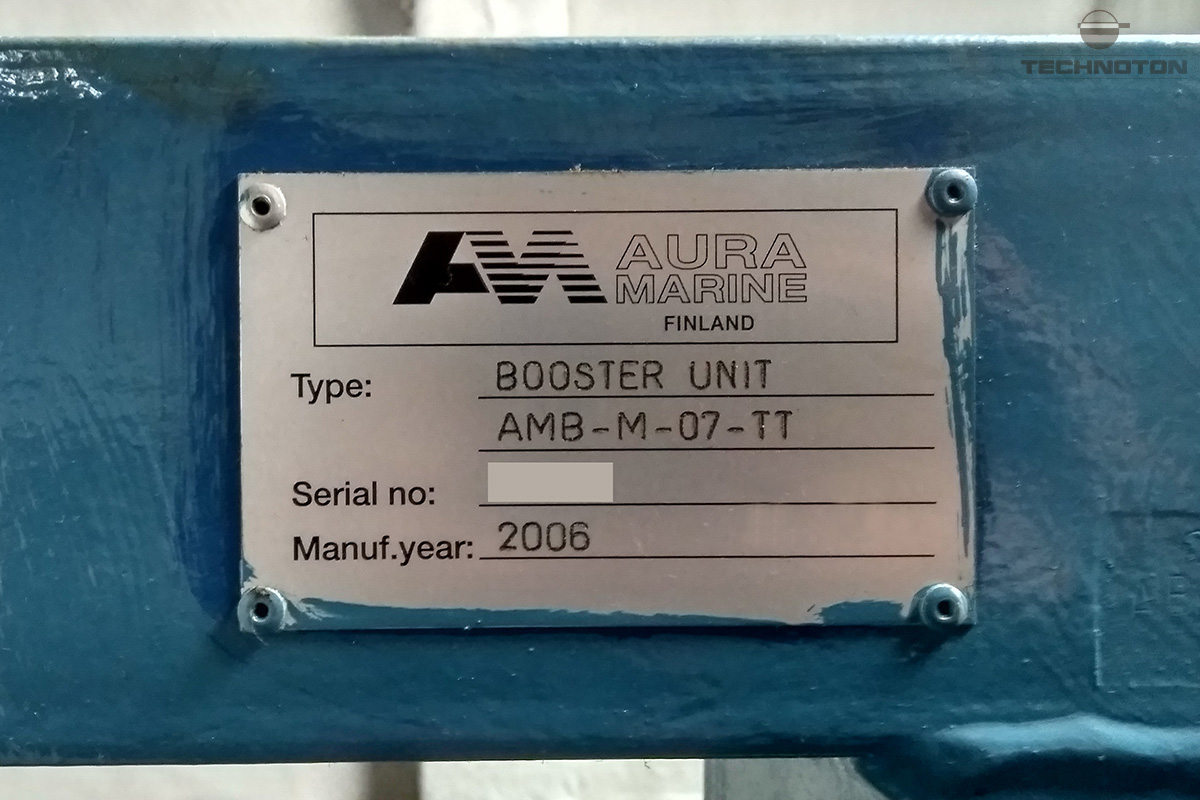 TECHNOTON
AURA
MARINE
FINLAND
Type: BOOSTER UNIT
AMB-M-07-TT
Serial no:
Manuf.year: 2006